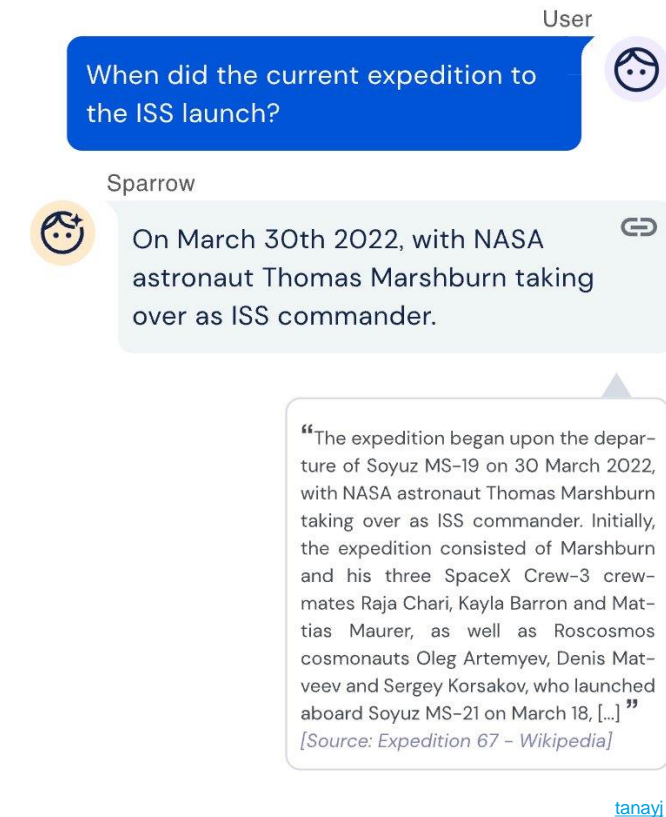 User
When did the current expedition to
the ISS launch?
Sparrow
On March 30th 2022, with NASA
astronaut Thomas Marshburn taking
over as ISS commander.
“The expedition began upon the depar-
ture of Soyuz MS-19 on 30 March 2022,
with NASA astronaut Thomas Marshburn
taking over as ISS commander. Initially,
the expedition consisted of Marshburn
and his three SpaceX Crew-3 crew-
mates Raja Chari, Kayla Barron and Mat-
tias Maurer, as well as Roscosmos
cosmonauts Oleg Artemyev, Denis Mat-
veev and Sergey Korsakov, who launched
aboard Soyuz MS-21 on March 18, [...] ”
[Source: Expedition 67 - Wikipedia]
tanayj